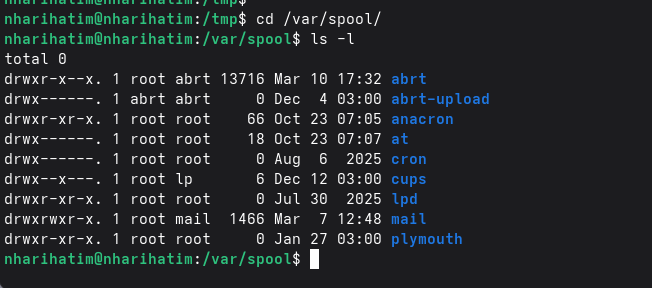 nharihatim@nharihatim:/tmp$
nharihatim@nharihatim:/tmp$ cd /var/spool/
nharihatim@nharihatim:/var/spool$ ls -l
total 0
drwxr-x--x. 1 root abrt 13716 Mar 10 17:32 abrt
drwx------. 1 abrt abrt     0 Dec  4 03:00 abrt-upload
drwxr-xr-x. 1 root root    66 Oct 23 07:05 anacron
drwx------. 1 root root    18 Oct 23 07:07 at
drwx------. 1 root root     0 Aug  6  2025 cron
drwx--x---. 1 root lp       6 Dec 12 03:00 cups
drwxr-xr-x. 1 root root     0 Jul 30  2025 lpd
drwxrwxr-x. 1 root mail  1466 Mar  7 12:48 mail
drwxr-xr-x. 1 root root     0 Jan 27 03:00 plymouth
nharihatim@nharihatim:/var/spool$